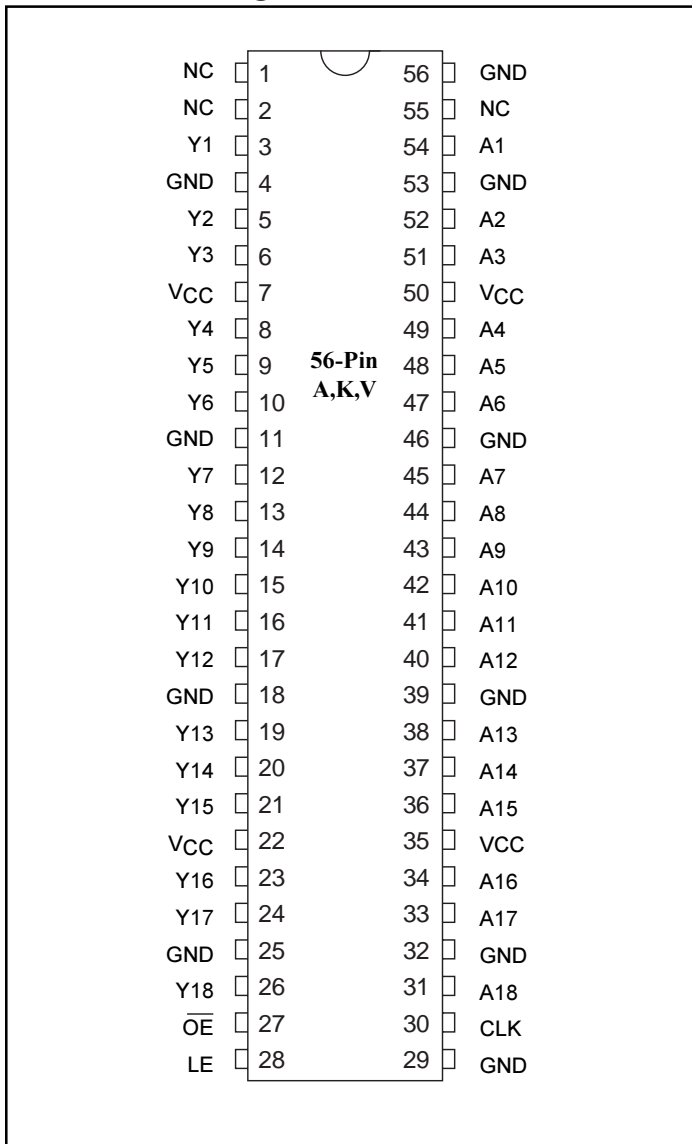 NC 1 56 GND
NC 2 55 NC
Y1 3 54 A1
GND 4 53 GND
Y2 5 52 A2
Y3 6 51 A3
VCC 7 50 VCC
Y4 8 49 A4
Y5 9 56-Pin 48 A5
Y6 10 A,K,V 47 A6
GND 11 46 GND
Y7 12 45 A7
Y8 13 44 A8
Y9 14 43 A9
Y10 15 42 A10
Y11 16 41 A11
Y12 17 40 A12
GND 18 39 GND
Y13 19 38 A13
Y14 20 37 A14
Y15 21 36 A15
VCC 22 35 VCC
Y16 23 34 A16
Y17 24 33 A17
GND 25 32 GND
Y18 26 31 A18
O̅E̅ 27 30 CLK
LE 28 29 GND